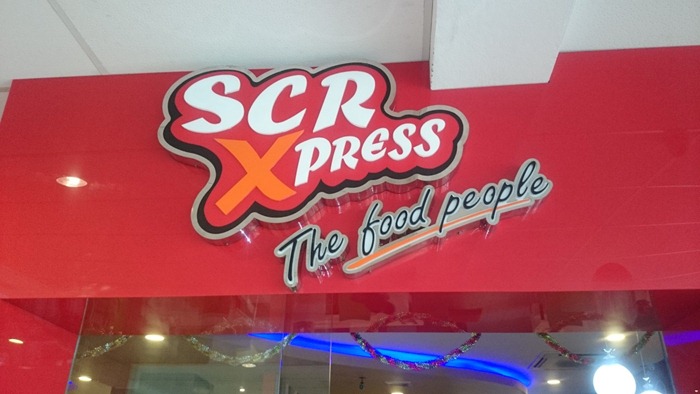 SCR
XPRESS
The food people